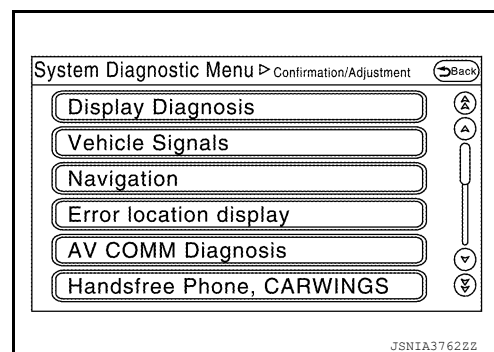 System Diagnostic Menu ▷ Confirmation/Adjustment Back
Display Diagnosis
Vehicle Signals
Navigation
Error location display
AV COMM Diagnosis
Handsfree Phone, CARWINGS
JSNIA3762ZZ